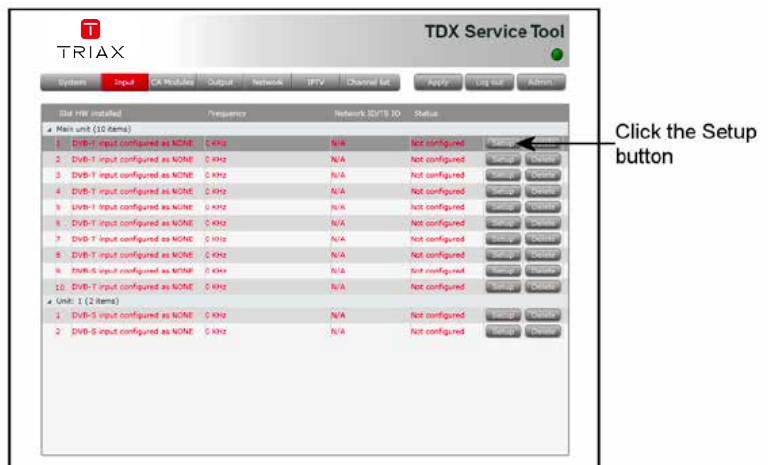 TRIAX
TDX Service Tool
System Input CA Modules Output Network IPTV Channel list Apply Log out Admin.
Slot HW installed Frequency Network ID/TS ID Status
Main unit (10 items)
1 DVB-T input configured as NONE 0 KHz N/A Not configured Setup Delete
2 DVB-T input configured as NONE 0 KHz N/A Not configured Setup Delete
3 DVB-T input configured as NONE 0 KHz N/A Not configured Setup Delete
4 DVB-T input configured as NONE 0 KHz N/A Not configured Setup Delete
5 DVB-T input configured as NONE 0 KHz N/A Not configured Setup Delete
6 DVB-T input configured as NONE 0 KHz N/A Not configured Setup Delete
7 DVB-T input configured as NONE 0 KHz N/A Not configured Setup Delete
8 DVB-T input configured as NONE 0 KHz N/A Not configured Setup Delete
9 DVB-S input configured as NONE 0 KHz N/A Not configured Setup Delete
10 DVB-T input configured as NONE 0 KHz N/A Not configured Setup Delete
Unit: 1 (2 items)
1 DVB-S input configured as NONE 0 KHz N/A Not configured Setup Delete
2 DVB-S input configured as NONE 0 KHz N/A Not configured Setup Delete
Click the Setup
button